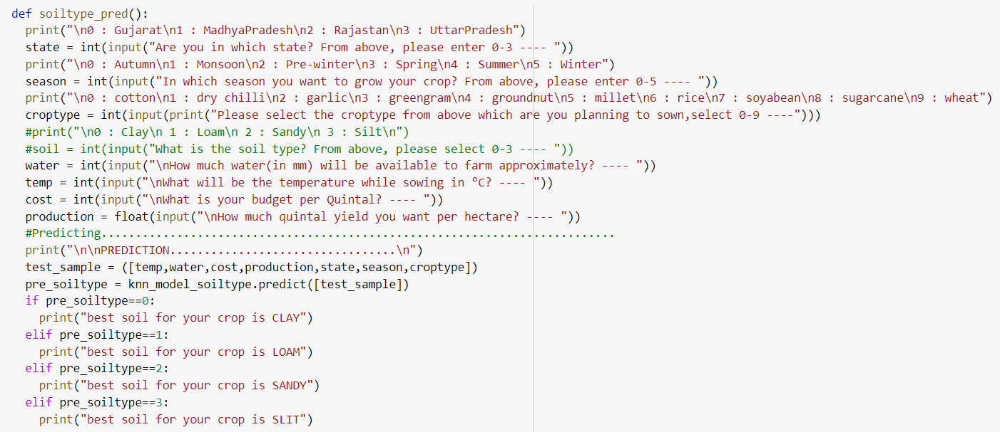 def soiltype_pred():
  print("\n0 : Gujarat\n1 : MadhyaPradesh\n2 : Rajastan\n3 : UttarPradesh")
  state = int(input("Are you in which state? From above, please enter 0-3 ---- "))
  print("\n0 : Autumn\n1 : Monsoon\n2 : Pre-winter\n3 : Spring\n4 : Summer\n5 : Winter")
  season = int(input("In which season you want to grow your crop? From above, please enter 0-5 ---- "))
  print("\n0 : cotton\n1 : dry chilli\n2 : garlic\n3 : greengram\n4 : groundnut\n5 : millet\n6 : rice\n7 : soyabean\n8 : sugarcane\n9 : wheat")
  croptype = int(input(print("Please select the croptype from above which are you planning to sown,select 0-9 ----")))
  #print("\n0 : Clay\n 1 : Loam\n 2 : Sandy\n 3 : Silt\n")
  #soil = int(input("What is the soil type? From above, please select 0-3 ---- "))
  water = int(input("\nHow much water(in mm) will be available to farm approximately? ---- "))
  temp = int(input("\nWhat will be the temperature while sowing in °C? ---- "))
  cost = int(input("\nWhat is your budget per Quintal? ---- "))
  production = float(input("\nHow much quintal yield you want per hectare? ---- "))
  #Predicting...........................................................................
  print("\n\nPREDICTION.................................\n")
  test_sample = ([temp,water,cost,production,state,season,croptype])
  pre_soiltype = knn_model_soiltype.predict([test_sample])
  if pre_soiltype==0:
    print("best soil for your crop is CLAY")
  elif pre_soiltype==1:
    print("best soil for your crop is LOAM")
  elif pre_soiltype==2:
    print("best soil for your crop is SANDY")
  elif pre_soiltype==3:
    print("best soil for your crop is SLIT")